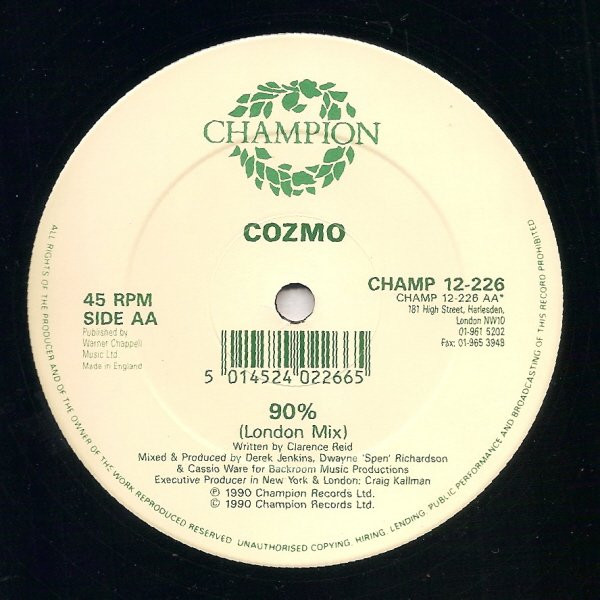 CHAMPION
COZMO
45 RPM
SIDE AA
Published by
Warner Chappell
Music Ltd.
Made in England
CHAMP 12-226
CHAMP 12-226 AA*
181 High Street, Harlesden,
London NW10
01-961 5202
Fax: 01-965 3948
5 014524 022665
90%
(London Mix)
Written by Clarence Reid
Mixed & Produced by Derek Jenkins, Dwayne 'Spen' Richardson
& Cassio Ware for Backroom Music Productions
Executive Producer in New York & London: Craig Kallman
℗ 1990 Champion Records Ltd.
© 1990 Champion Records Ltd.
ALL RIGHTS OF THE PRODUCER AND OF THE OWNER OF THE WORK REPRODUCED RESERVED. UNAUTHORISED COPYING, HIRING, LENDING, PUBLIC PERFORMANCE AND BROADCASTING OF THIS RECORD PROHIBITED